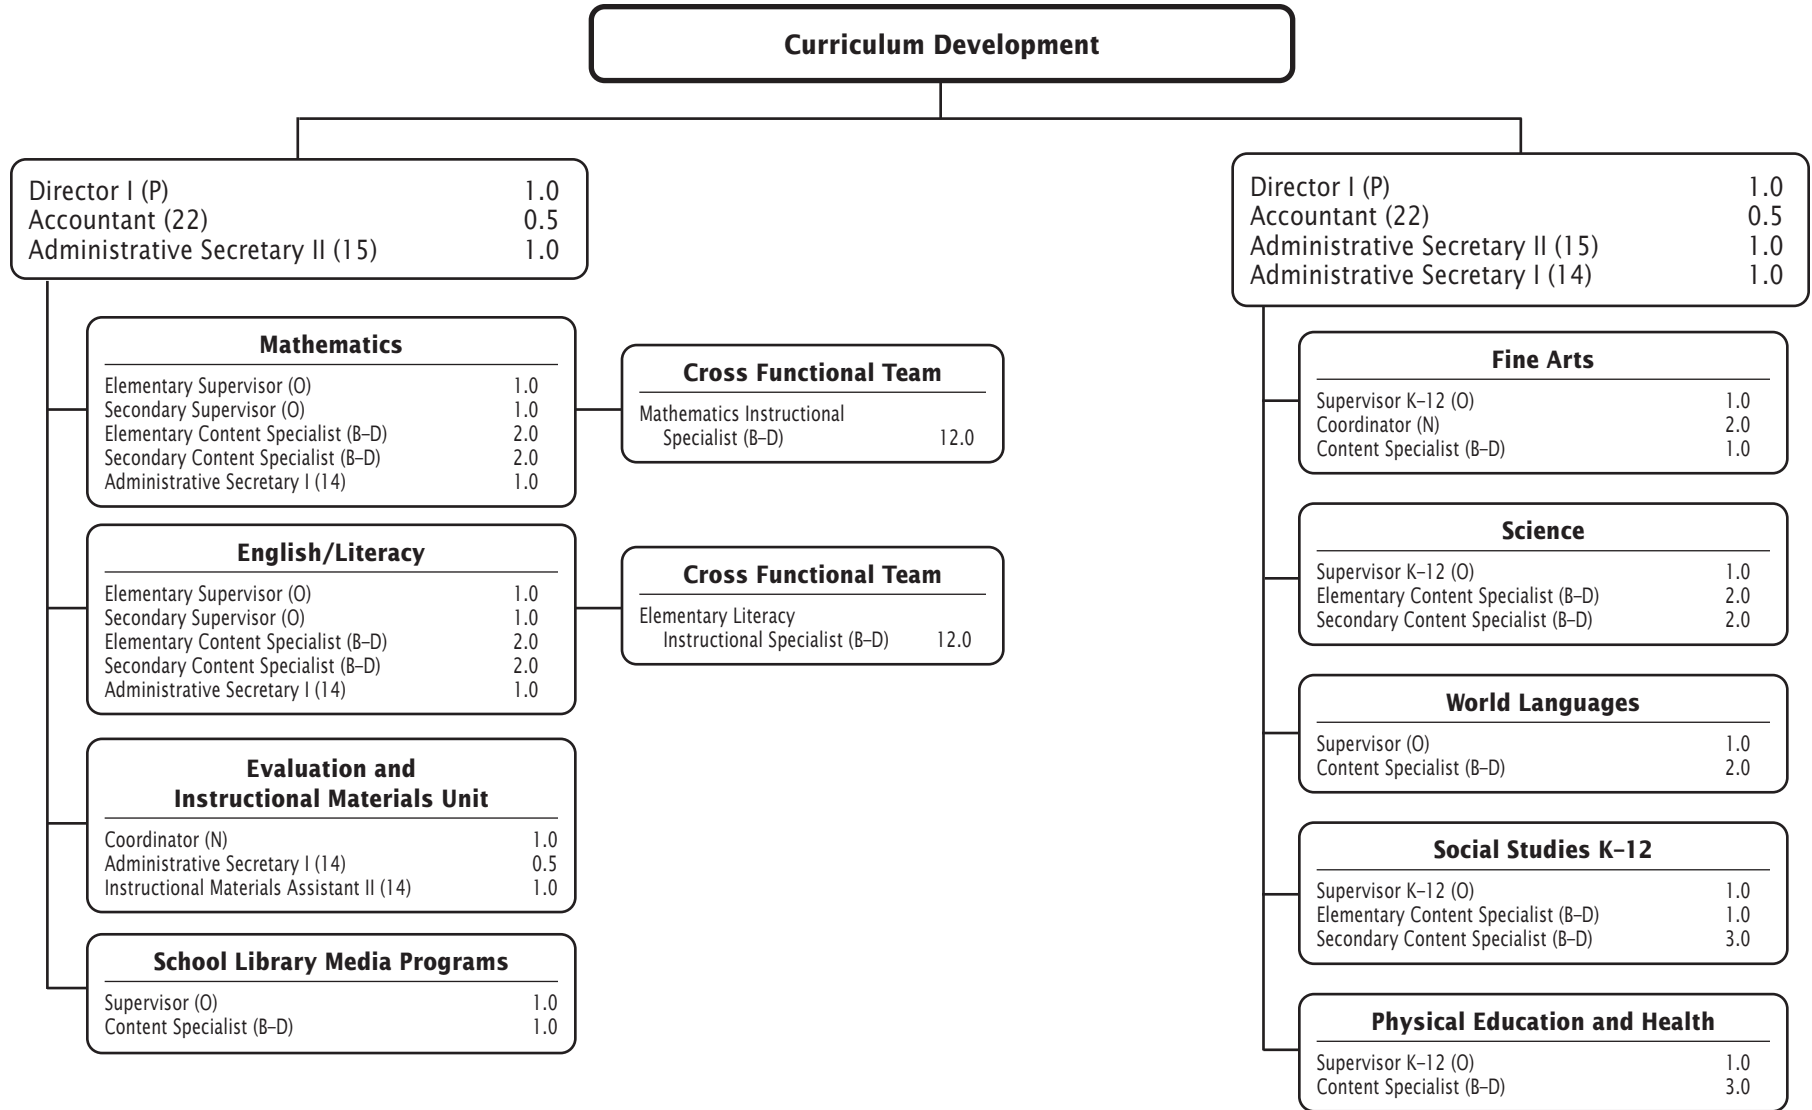 Curriculum Development
Director I (P) 1.0
Accountant (22) 0.5
Administrative Secretary II (15) 1.0
Mathematics
Elementary Supervisor (O) 1.0
Secondary Supervisor (O) 1.0
Elementary Content Specialist (B–D) 2.0
Secondary Content Specialist (B–D) 2.0
Administrative Secretary I (14) 1.0
Cross Functional Team
Mathematics Instructional
Specialist (B–D) 12.0
English/Literacy
Elementary Supervisor (O) 1.0
Secondary Supervisor (O) 1.0
Elementary Content Specialist (B–D) 2.0
Secondary Content Specialist (B–D) 2.0
Administrative Secretary I (14) 1.0
Cross Functional Team
Elementary Literacy
Instructional Specialist (B–D) 12.0
Evaluation and
Instructional Materials Unit
Coordinator (N) 1.0
Administrative Secretary I (14) 0.5
Instructional Materials Assistant II (14) 1.0
School Library Media Programs
Supervisor (O) 1.0
Content Specialist (B–D) 1.0
Director I (P) 1.0
Accountant (22) 0.5
Administrative Secretary II (15) 1.0
Administrative Secretary I (14) 1.0
Fine Arts
Supervisor K–12 (O) 1.0
Coordinator (N) 2.0
Content Specialist (B–D) 1.0
Science
Supervisor K–12 (O) 1.0
Elementary Content Specialist (B–D) 2.0
Secondary Content Specialist (B–D) 2.0
World Languages
Supervisor (O) 1.0
Content Specialist (B–D) 2.0
Social Studies K–12
Supervisor K–12 (O) 1.0
Elementary Content Specialist (B–D) 1.0
Secondary Content Specialist (B–D) 3.0
Physical Education and Health
Supervisor K–12 (O) 1.0
Content Specialist (B–D) 3.0